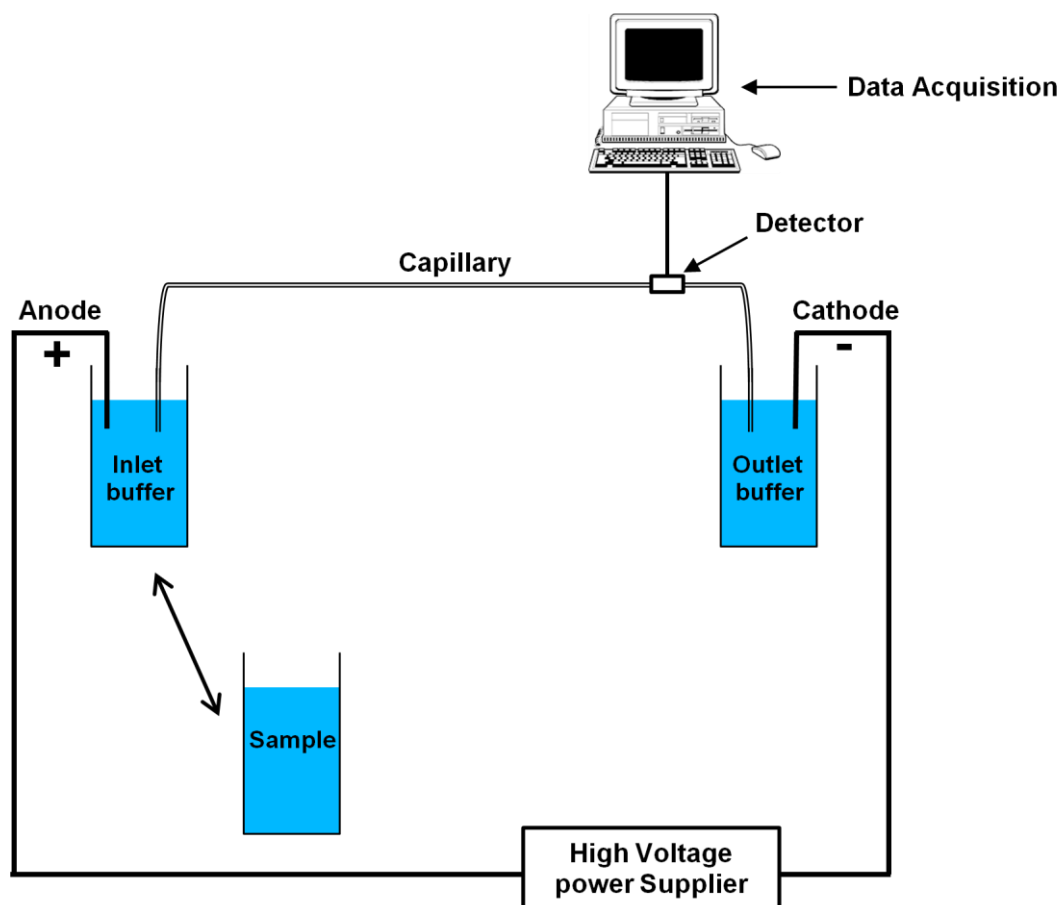 Data Acquisition
Detector
Capillary
Anode
+
Cathode
-
Inlet
buffer
Outlet
buffer
Sample
High Voltage
power Supplier